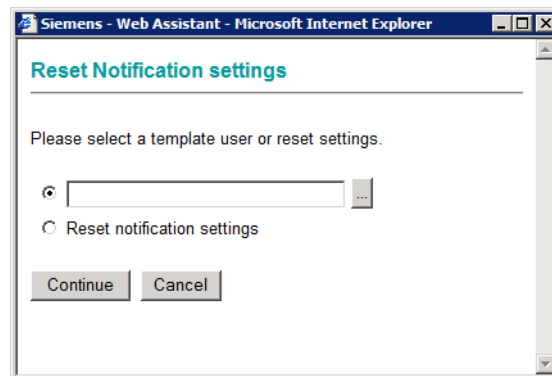 Siemens - Web Assistant - Microsoft Internet Explorer
Reset Notification settings
Please select a template user or reset settings.
...
Reset notification settings
Continue Cancel